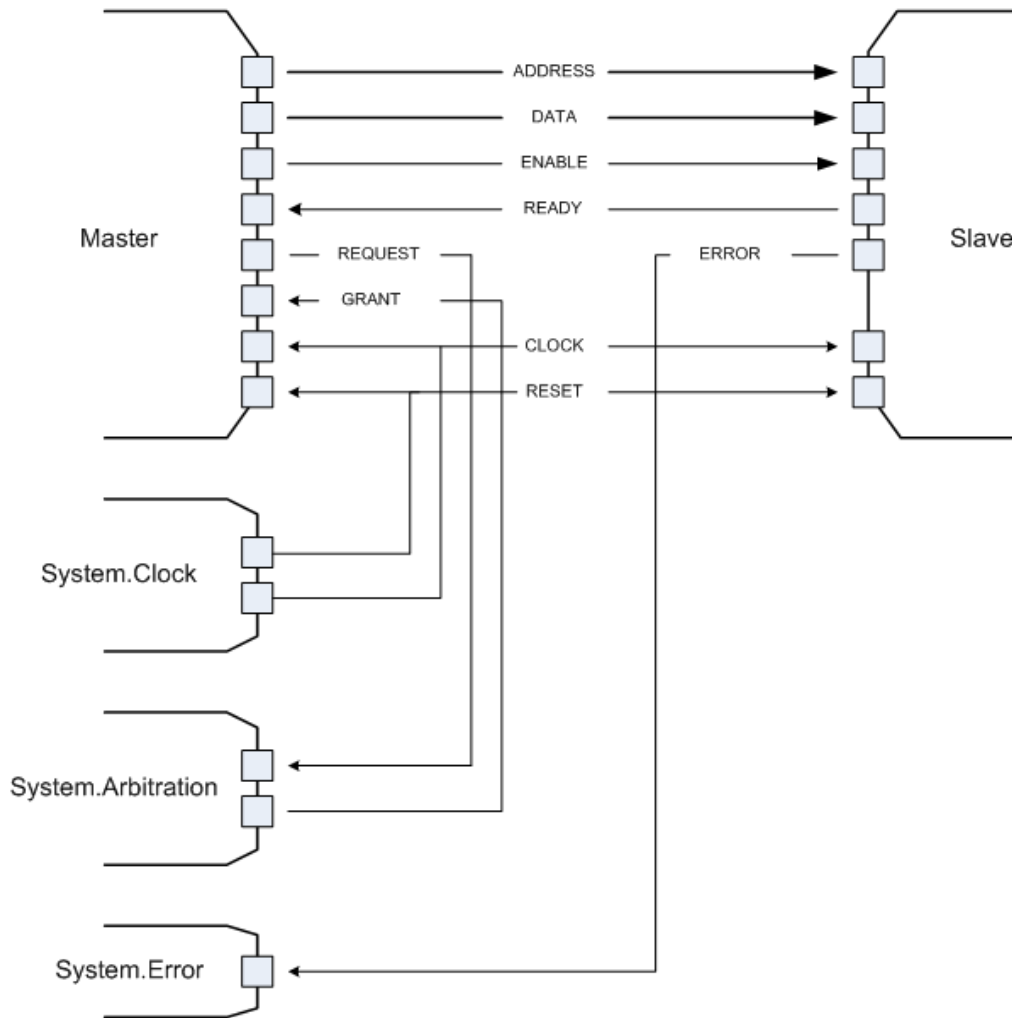 ADDRESS
DATA
ENABLE
READY
Master
REQUEST
ERROR
Slave
GRANT
CLOCK
RESET
System.Clock
System.Arbitration
System.Error